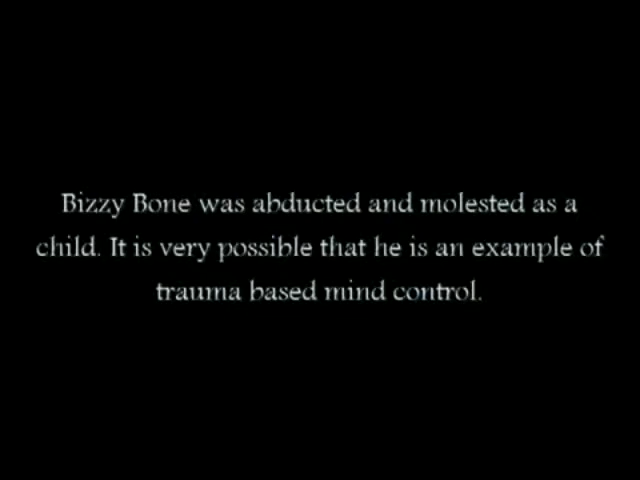 Bizzy Bone was abducted and molested as a
child. It is very possible that he is an example of
trauma based mind control.